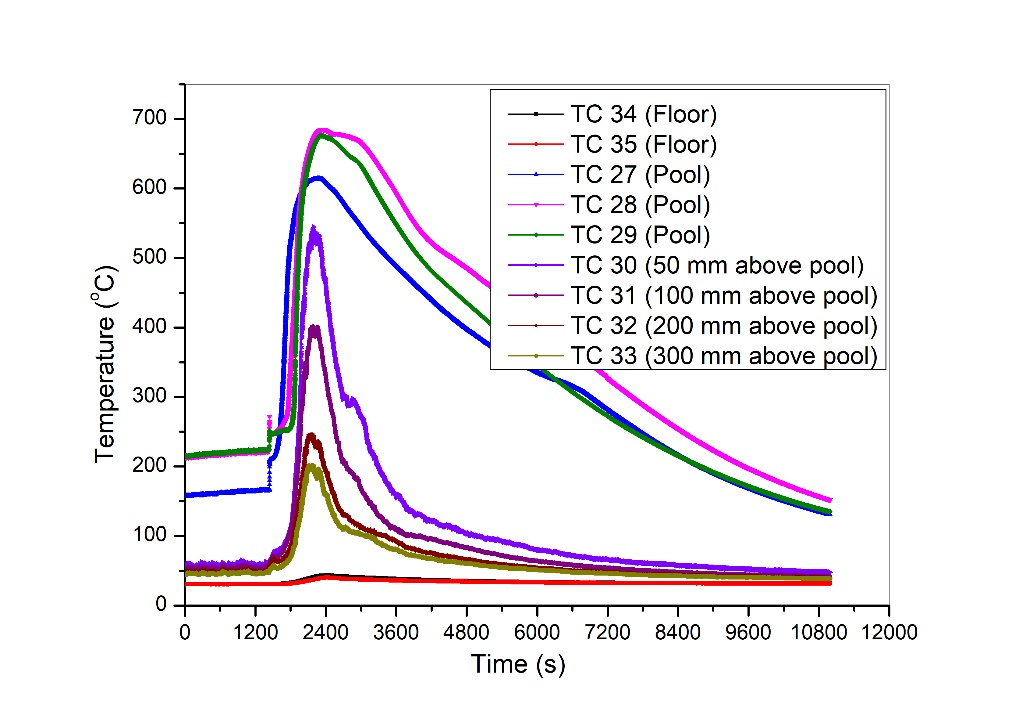 700
600
500
400
300
200
100
0
Temperature (°C)
TC 34 (Floor)
TC 35 (Floor)
TC 27 (Pool)
TC 28 (Pool)
TC 29 (Pool)
TC 30 (50 mm above pool)
TC 31 (100 mm above pool)
TC 32 (200 mm above pool)
TC 33 (300 mm above pool)
0 1200 2400 3600 4800 6000 7200 8400 9600 10800 12000
Time (s)